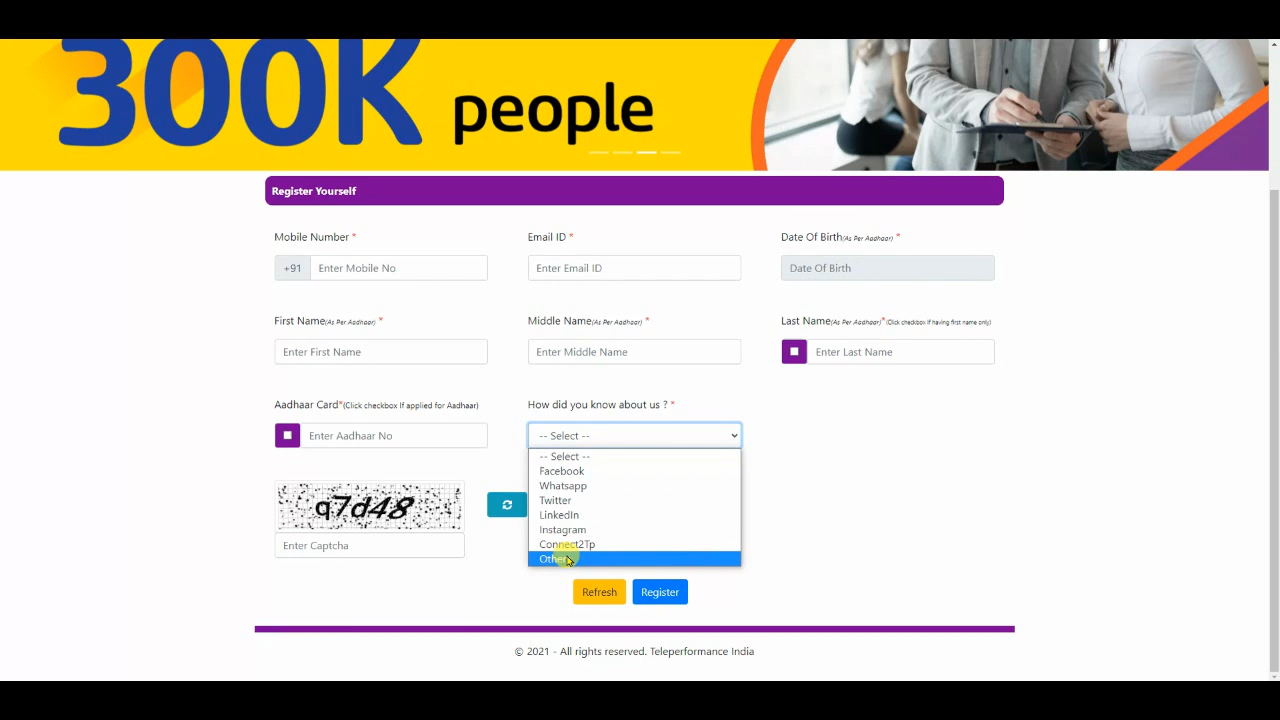 300K people
Register Yourself
Mobile Number * Email ID * Date Of Birth(As Per Aadhaar) *
+91 Enter Mobile No Enter Email ID Date Of Birth
First Name(As Per Aadhaar) * Middle Name(As Per Aadhaar) * Last Name(As Per Aadhaar)*(Click checkbox if having first name only)
Enter First Name Enter Middle Name Enter Last Name
Aadhaar Card*(Click checkbox If applied for Aadhaar) How did you know about us ? *
Enter Aadhaar No -- Select --
-- Select --
Facebook
Whatsapp
Twitter
LinkedIn
Instagram
Connect2Tp
Other
q7d48
Enter Captcha
Refresh Register
© 2021 - All rights reserved. Teleperformance India